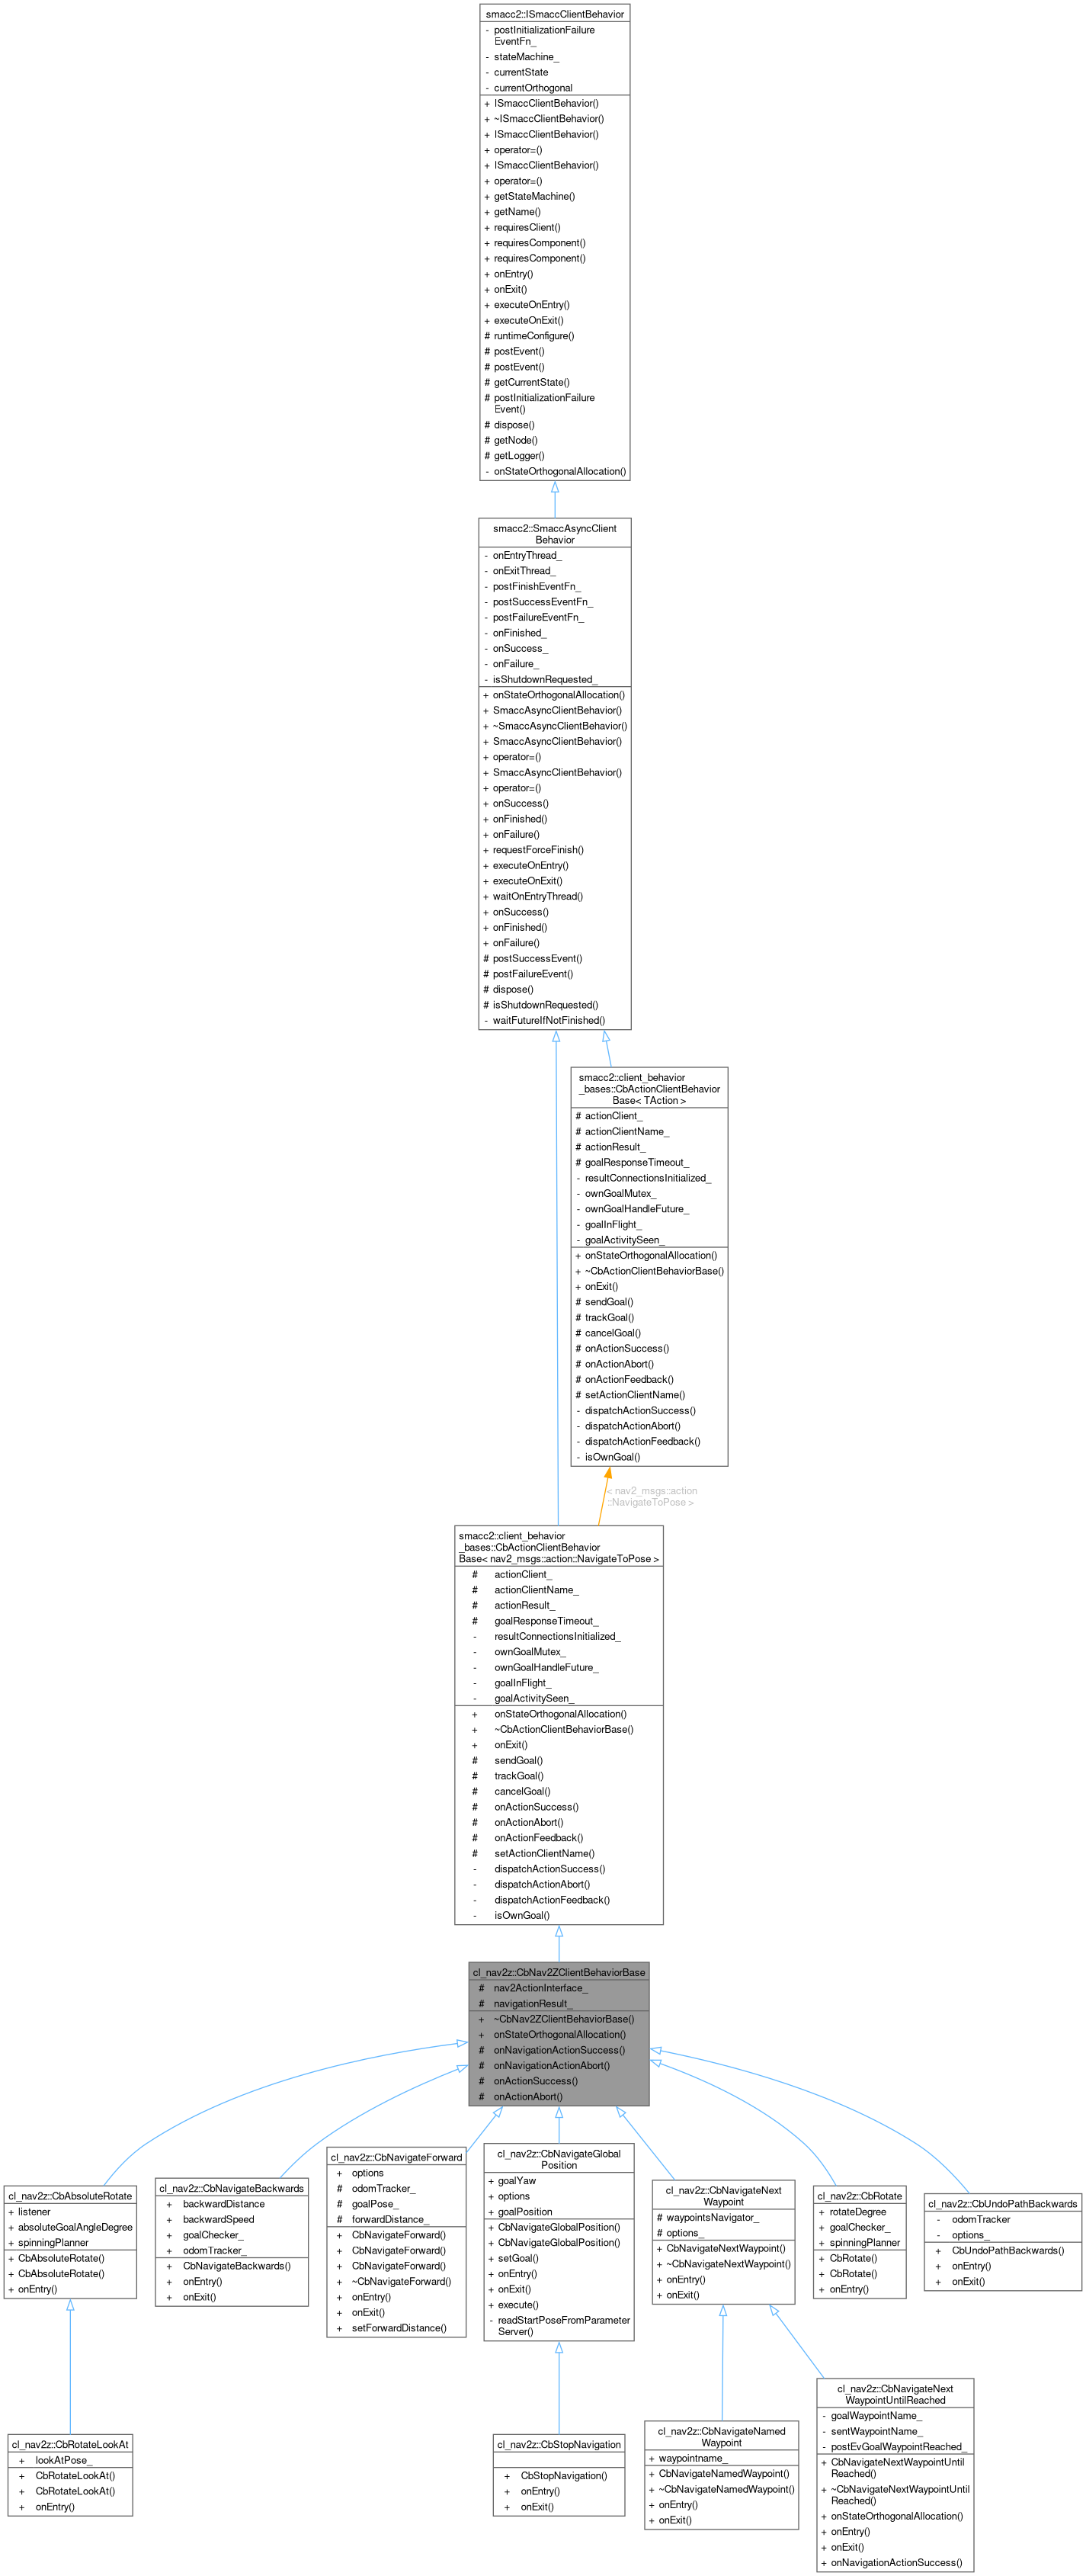 smacc2::ISmaccClientBehavior
- postInitializationFailure
EventFn_
- stateMachine_
- currentState
- currentOrthogonal
+ ISmaccClientBehavior()
+ ~ISmaccClientBehavior()
+ ISmaccClientBehavior()
+ operator=()
+ ISmaccClientBehavior()
+ operator=()
+ getStateMachine()
+ getName()
+ requiresClient()
+ requiresComponent()
+ requiresComponent()
+ onEntry()
+ onExit()
+ executeOnEntry()
+ executeOnExit()
# runtimeConfigure()
# postEvent()
# postEvent()
# getCurrentState()
# postInitializationFailure
Event()
# dispose()
# getNode()
# getLogger()
- onStateOrthogonalAllocation()
smacc2::SmaccAsyncClient
Behavior
- onEntryThread_
- onExitThread_
- postFinishEventFn_
- postSuccessEventFn_
- postFailureEventFn_
- onFinished_
- onSuccess_
- onFailure_
- isShutdownRequested_
+ onStateOrthogonalAllocation()
+ SmaccAsyncClientBehavior()
+ ~SmaccAsyncClientBehavior()
+ SmaccAsyncClientBehavior()
+ operator=()
+ SmaccAsyncClientBehavior()
+ operator=()
+ onSuccess()
+ onFinished()
+ onFailure()
+ requestForceFinish()
+ executeOnEntry()
+ executeOnExit()
+ waitOnEntryThread()
+ onSuccess()
+ onFinished()
+ onFailure()
# postSuccessEvent()
# postFailureEvent()
# dispose()
# isShutdownRequested()
- waitFutureIfNotFinished()
smacc2::client_behavior
_bases::CbActionClientBehavior
Base< TAction >
# actionClient_
# actionClientName_
# actionResult_
# goalResponseTimeout_
- resultConnectionsInitialized_
- ownGoalMutex_
- ownGoalHandleFuture_
- goalInFlight_
- goalActivitySeen_
+ onStateOrthogonalAllocation()
+ ~CbActionClientBehaviorBase()
+ onExit()
# sendGoal()
# trackGoal()
# cancelGoal()
# onActionSuccess()
# onActionAbort()
# onActionFeedback()
# setActionClientName()
- dispatchActionSuccess()
- dispatchActionAbort()
- dispatchActionFeedback()
- isOwnGoal()
< nav2_msgs::action
::NavigateToPose >
smacc2::client_behavior
_bases::CbActionClientBehavior
Base< nav2_msgs::action::NavigateToPose >
# actionClient_
# actionClientName_
# actionResult_
# goalResponseTimeout_
- resultConnectionsInitialized_
- ownGoalMutex_
- ownGoalHandleFuture_
- goalInFlight_
- goalActivitySeen_
+ onStateOrthogonalAllocation()
+ ~CbActionClientBehaviorBase()
+ onExit()
# sendGoal()
# trackGoal()
# cancelGoal()
# onActionSuccess()
# onActionAbort()
# onActionFeedback()
# setActionClientName()
- dispatchActionSuccess()
- dispatchActionAbort()
- dispatchActionFeedback()
- isOwnGoal()
cl_nav2z::CbNav2ZClientBehaviorBase
# nav2ActionInterface_
# navigationResult_
+ ~CbNav2ZClientBehaviorBase()
+ onStateOrthogonalAllocation()
# onNavigationActionSuccess()
# onNavigationActionAbort()
# onActionSuccess()
# onActionAbort()
cl_nav2z::CbAbsoluteRotate
+ listener
+ absoluteGoalAngleDegree
+ spinningPlanner
+ CbAbsoluteRotate()
+ CbAbsoluteRotate()
+ onEntry()
cl_nav2z::CbNavigateBackwards
+ backwardDistance
+ backwardSpeed
+ goalChecker_
+ odomTracker_
+ CbNavigateBackwards()
+ onEntry()
+ onExit()
cl_nav2z::CbNavigateForward
+ options
# odomTracker_
# goalPose_
# forwardDistance_
+ CbNavigateForward()
+ CbNavigateForward()
+ CbNavigateForward()
+ ~CbNavigateForward()
+ onEntry()
+ onExit()
+ setForwardDistance()
cl_nav2z::CbNavigateGlobal
Position
+ goalYaw
+ options
+ goalPosition
+ CbNavigateGlobalPosition()
+ CbNavigateGlobalPosition()
+ setGoal()
+ onEntry()
+ onExit()
+ execute()
- readStartPoseFromParameter
Server()
cl_nav2z::CbNavigateNext
Waypoint
# waypointsNavigator_
# options_
+ CbNavigateNextWaypoint()
+ ~CbNavigateNextWaypoint()
+ onEntry()
+ onExit()
cl_nav2z::CbRotate
+ rotateDegree
+ goalChecker_
+ spinningPlanner
+ CbRotate()
+ CbRotate()
+ onEntry()
cl_nav2z::CbUndoPathBackwards
- odomTracker
- options_
+ CbUndoPathBackwards()
+ onEntry()
+ onExit()
cl_nav2z::CbRotateLookAt
+ lookAtPose_
+ CbRotateLookAt()
+ CbRotateLookAt()
+ onEntry()
cl_nav2z::CbStopNavigation
+ CbStopNavigation()
+ onEntry()
+ onExit()
cl_nav2z::CbNavigateNamed
Waypoint
+ waypointname_
+ CbNavigateNamedWaypoint()
+ ~CbNavigateNamedWaypoint()
+ onEntry()
+ onExit()
cl_nav2z::CbNavigateNext
WaypointUntilReached
- goalWaypointName_
- sentWaypointName_
- postEvGoalWaypointReached_
+ CbNavigateNextWaypointUntil
Reached()
+ ~CbNavigateNextWaypointUntil
Reached()
+ onStateOrthogonalAllocation()
+ onEntry()
+ onExit()
+ onNavigationActionSuccess()